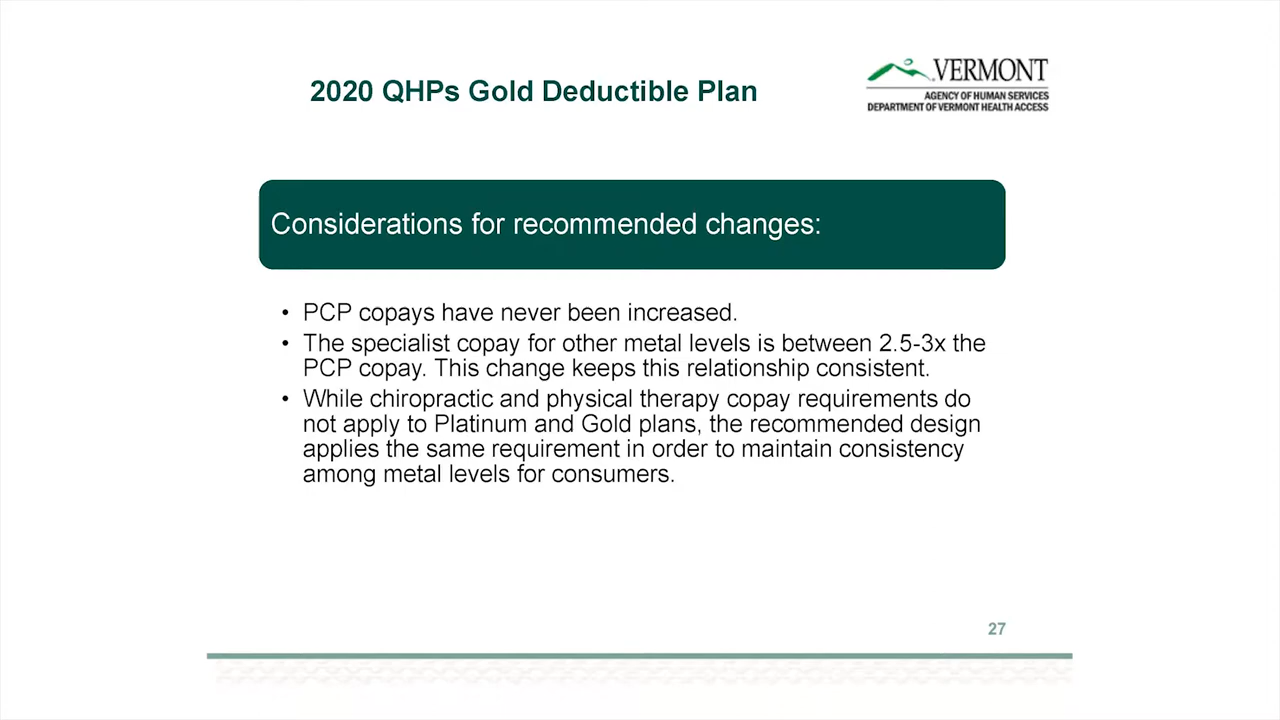 2020 QHPs Gold Deductible Plan
VERMONT
AGENCY OF HUMAN SERVICES
DEPARTMENT OF VERMONT HEALTH ACCESS
Considerations for recommended changes:
• PCP copays have never been increased.
• The specialist copay for other metal levels is between 2.5-3x the
PCP copay. This change keeps this relationship consistent.
• While chiropractic and physical therapy copay requirements do
not apply to Platinum and Gold plans, the recommended design
applies the same requirement in order to maintain consistency
among metal levels for consumers.
27